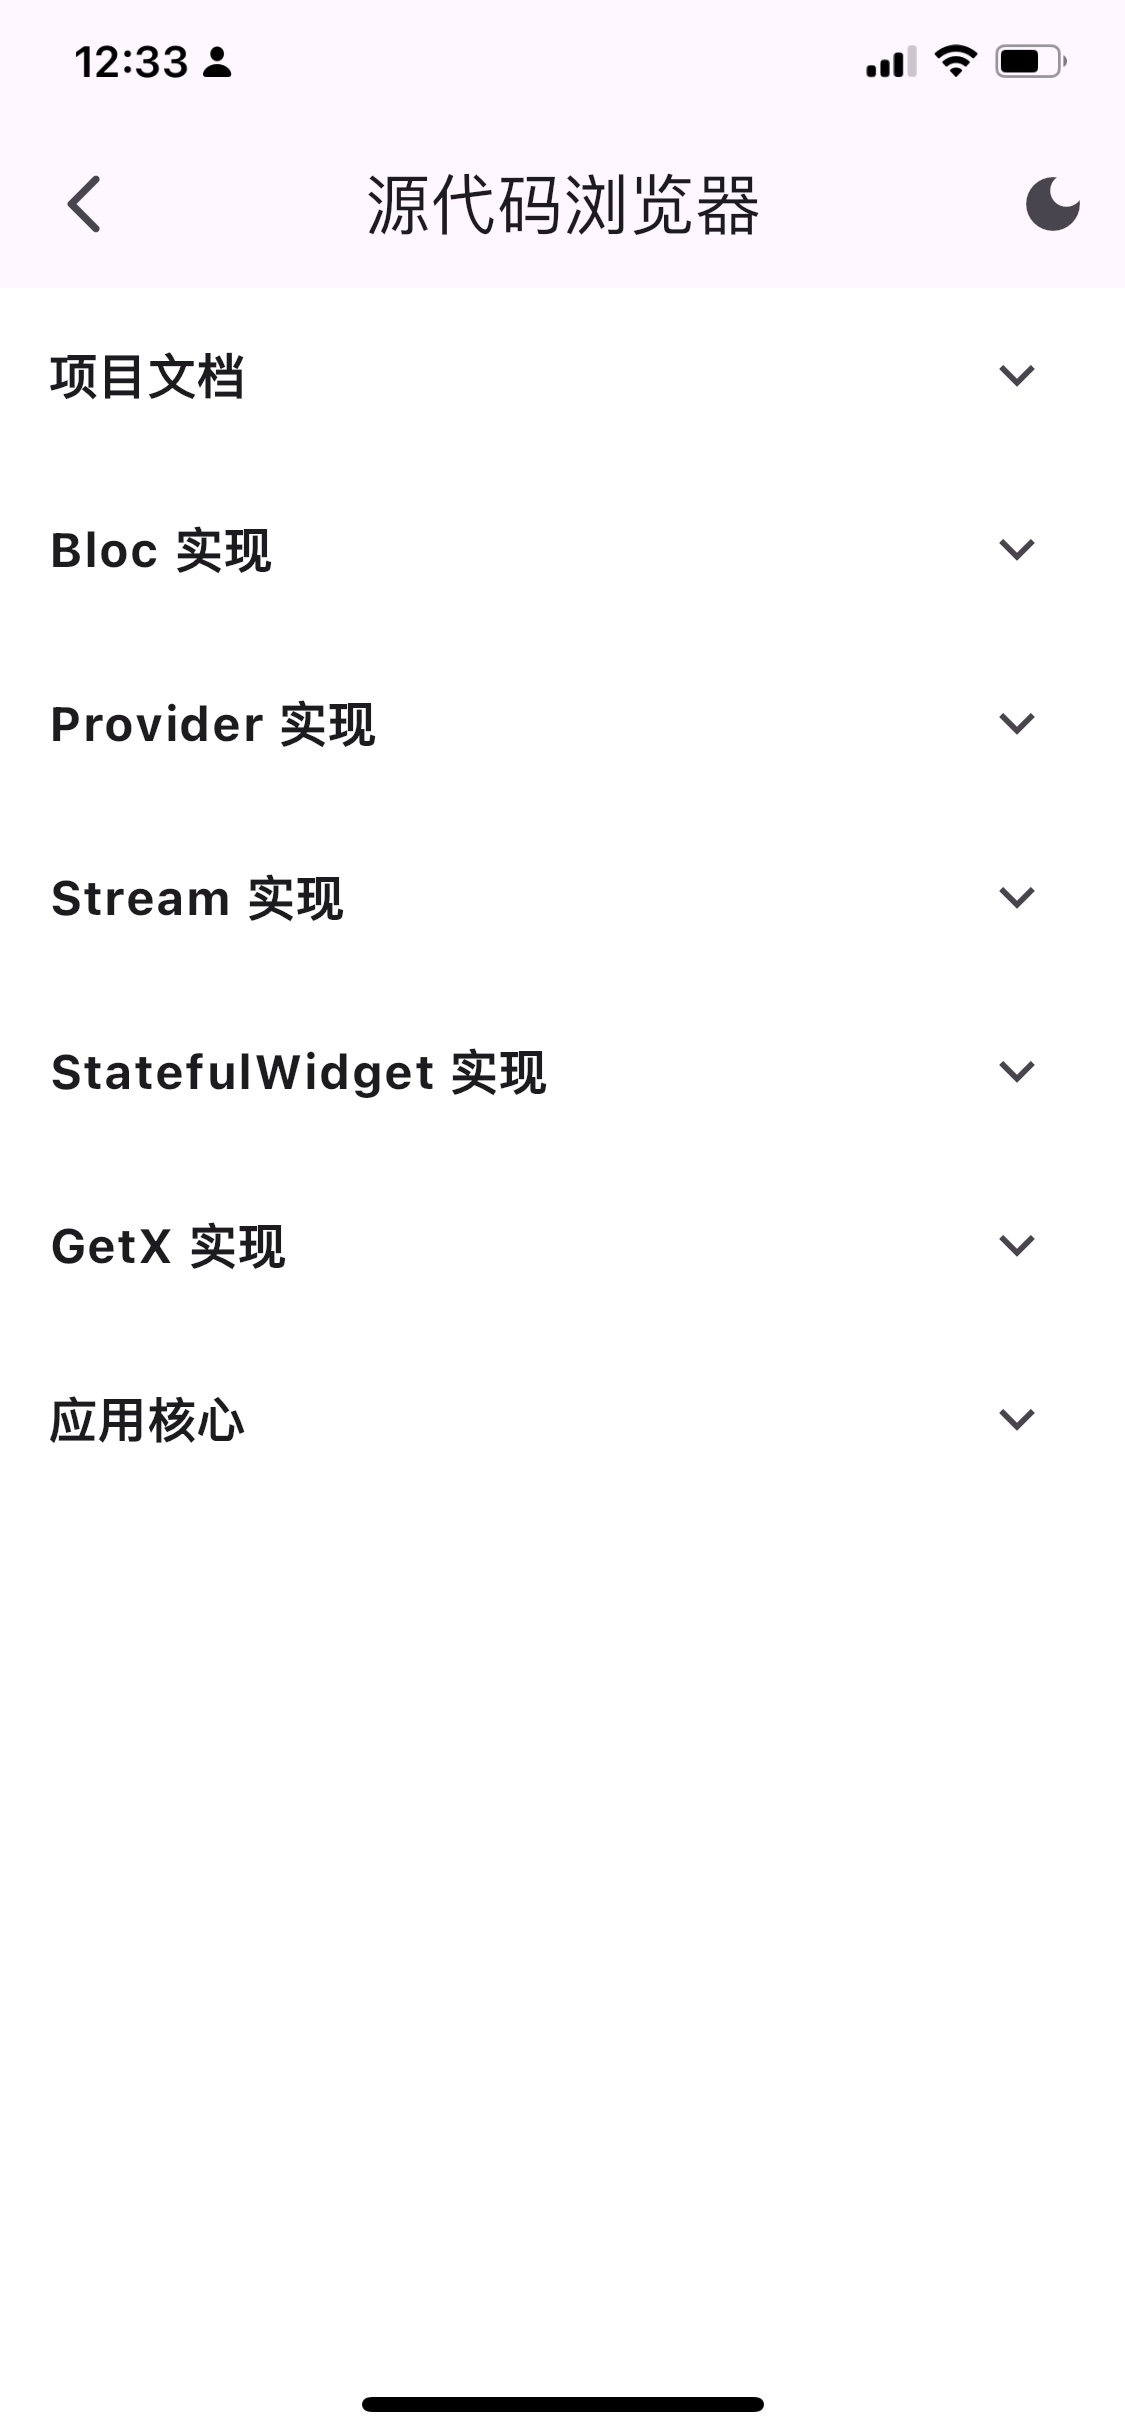 12:33
源代码浏览器
项目文档
Bloc 实现
Provider 实现
Stream 实现
StatefulWidget 实现
GetX 实现
应用核心